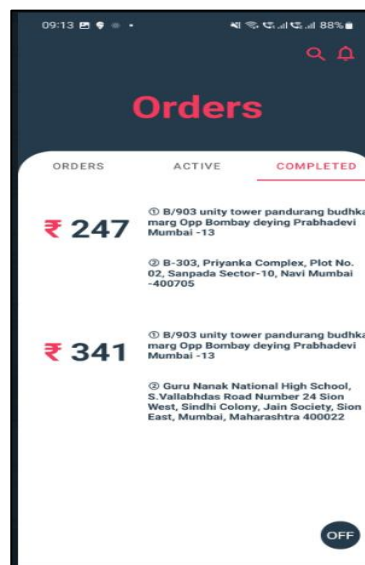 09:13 88%
Orders
ORDERS ACTIVE COMPLETED
₹ 247
① B/903 unity tower pandurang budhka
marg Opp Bombay deying Prabhadevi
Mumbai -13
② B-303, Priyanka Complex, Plot No.
02, Sanpada Sector-10, Navi Mumbai
-400705
₹ 341
① B/903 unity tower pandurang budhka
marg Opp Bombay deying Prabhadevi
Mumbai -13
② Guru Nanak National High School,
S.Vallabhdas Road Number 24 Sion
West, Sindhi Colony, Jain Society, Sion
East, Mumbai, Maharashtra 400022
OFF